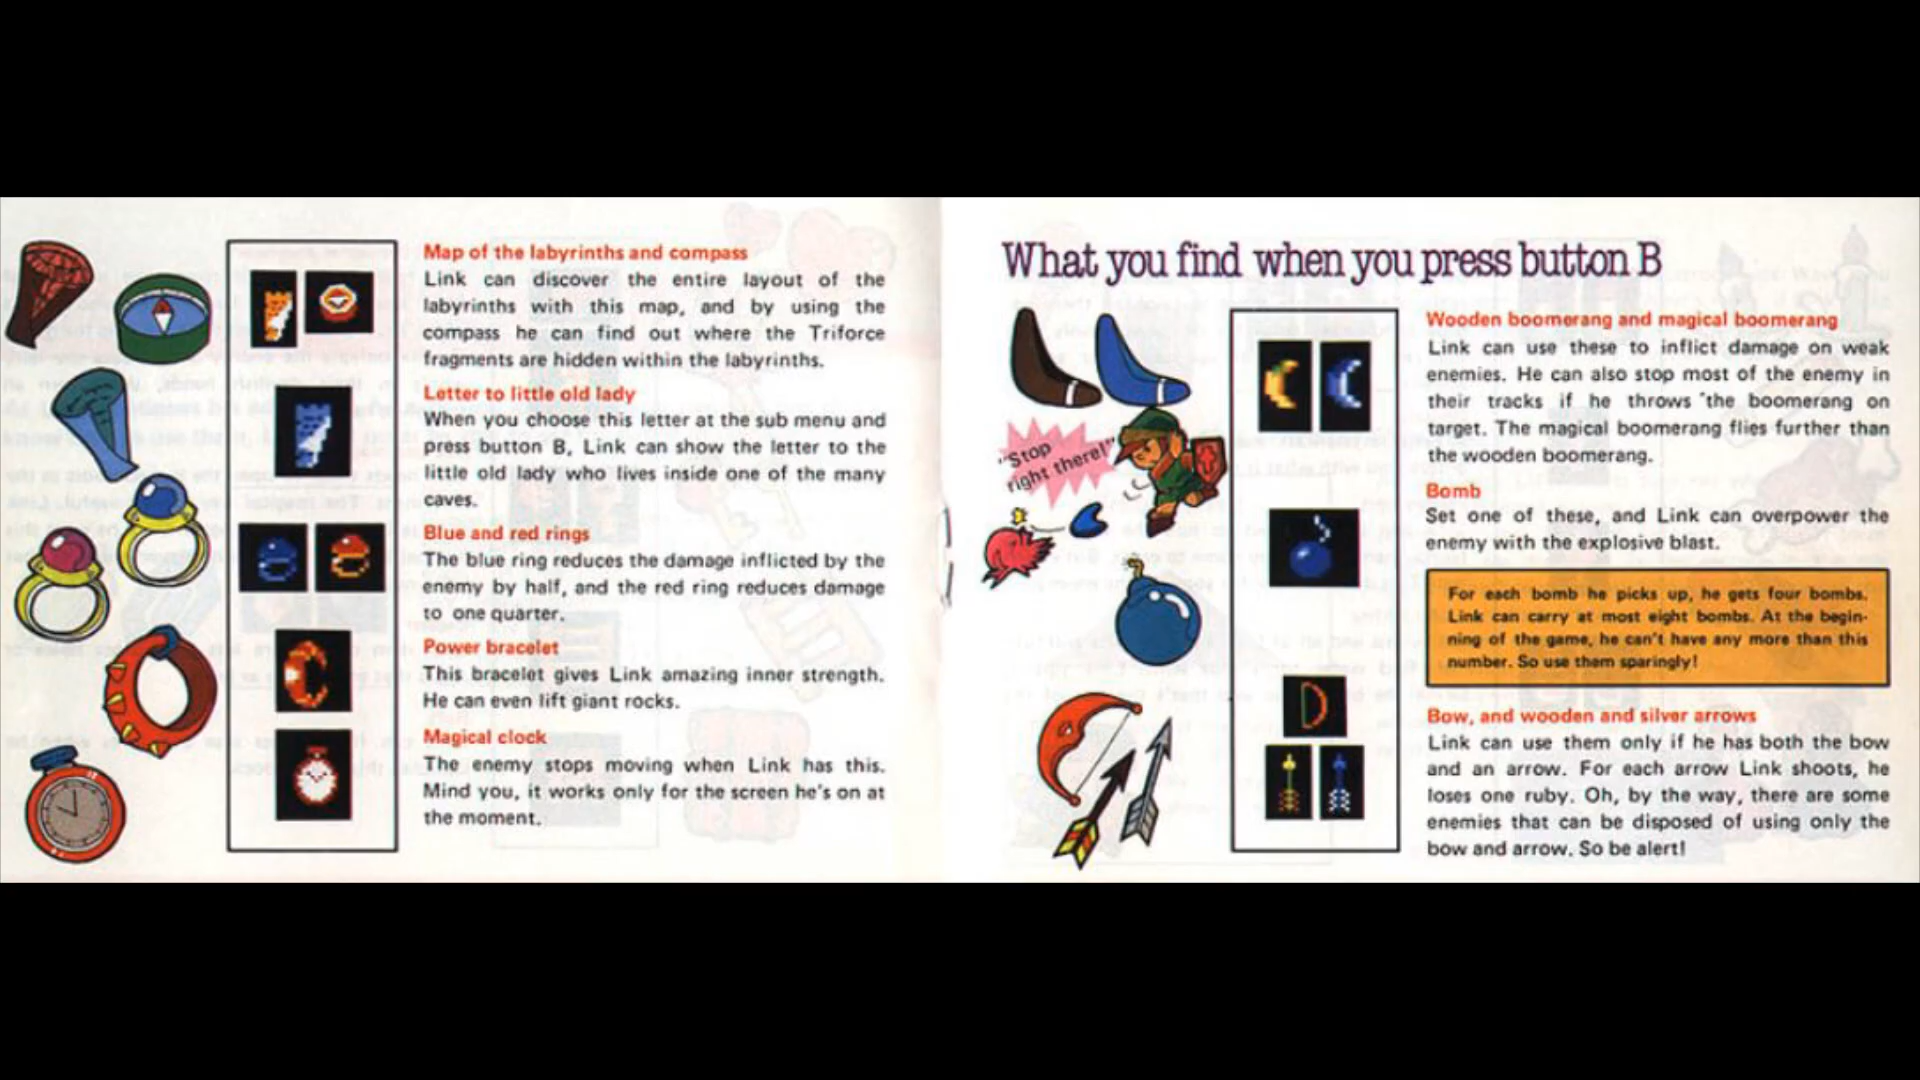 Map of the labyrinths and compass
Link can discover the entire layout of the
labyrinths with this map, and by using the
compass he can find out where the Triforce
fragments are hidden within the labyrinths.
Letter to little old lady
When you choose this letter at the sub menu and
press button B, Link can show the letter to the
little old lady who lives inside one of the many
caves.
Blue and red rings
The blue ring reduces the damage inflicted by the
enemy by half, and the red ring reduces damage
to one quarter.
Power bracelet
This bracelet gives Link amazing inner strength.
He can even lift giant rocks.
Magical clock
The enemy stops moving when Link has this.
Mind you, it works only for the screen he's on at
the moment.
What you find when you press button B
"Stop
right there!"
Wooden boomerang and magical boomerang
Link can use these to inflict damage on weak
enemies. He can also stop most of the enemy in
their tracks if he throws the boomerang on
target. The magical boomerang flies further than
the wooden boomerang.
Bomb
Set one of these, and Link can overpower the
enemy with the explosive blast.
For each bomb he picks up, he gets four bombs.
Link can carry at most eight bombs. At the begin-
ning of the game, he can't have any more than this
number. So use them sparingly!
Bow, and wooden and silver arrows
Link can use them only if he has both the bow
and an arrow. For each arrow Link shoots, he
loses one ruby. Oh, by the way, there are some
enemies that can be disposed of using only the
bow and arrow. So be alert!